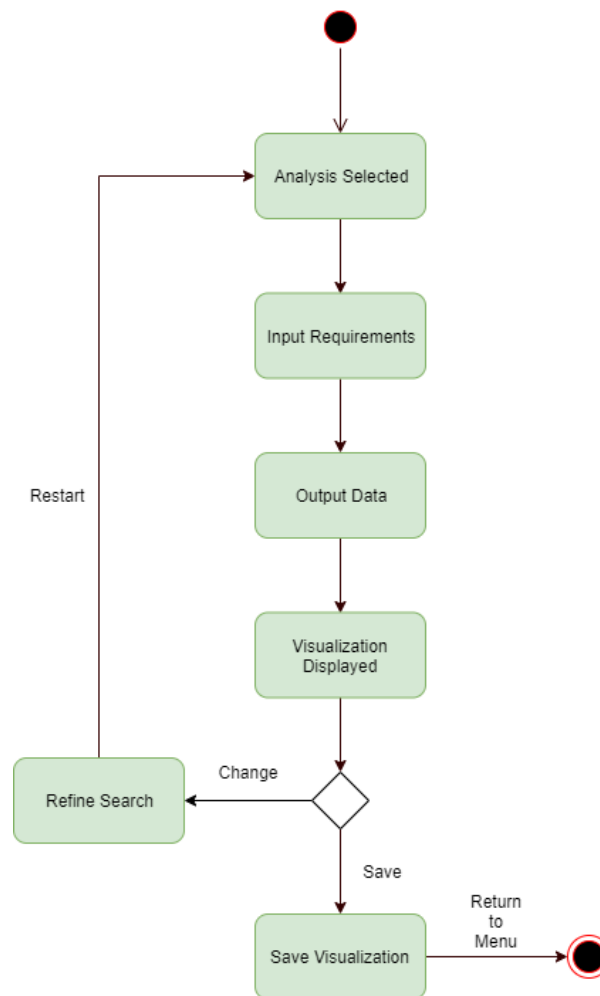 Analysis Selected
Input Requirements
Restart
Output Data
Visualization
Displayed
Change
Refine Search
Save
Return
to
Menu
Save Visualization